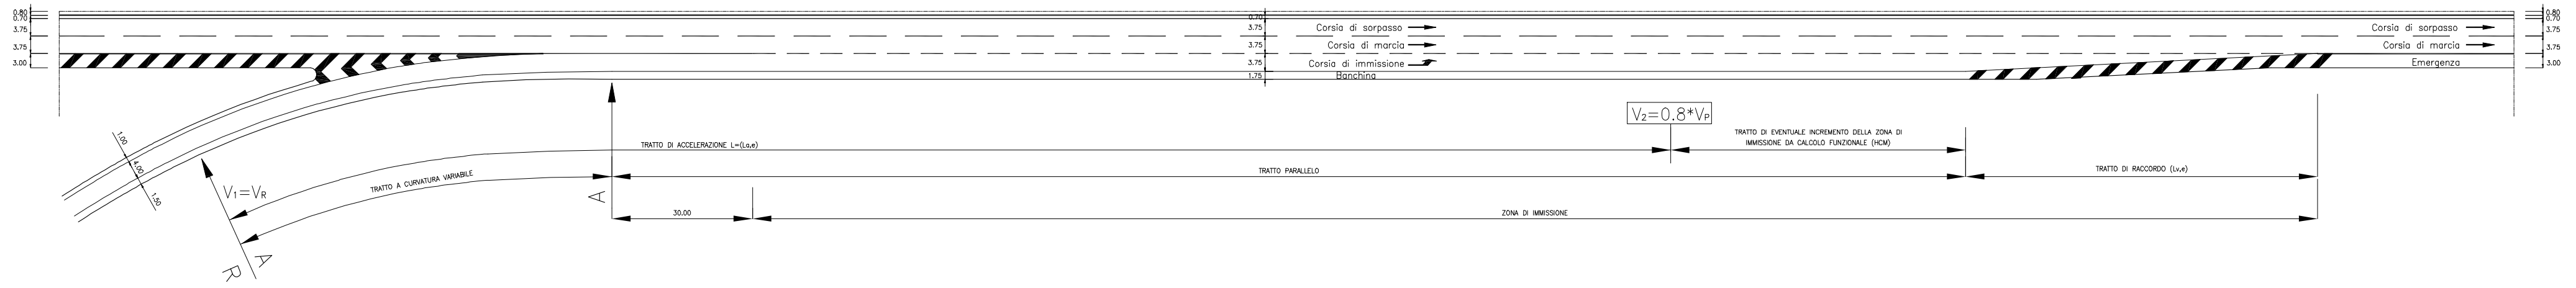 0.80
0.70
3.75
3.75
3.00
0.70
3.75
3.75
3.75
1.75
Corsia di sorpasso
Corsia di marcia
Corsia di immissione
Banchina
Corsia di sorpasso
Corsia di marcia
Emergenza
0.80
0.70
3.75
3.75
3.00
V2=0.8*VP
TRATTO DI ACCELERAZIONE L=(La,e)
TRATTO DI EVENTUALE INCREMENTO DELLA ZONA DI
IMMISSIONE DA CALCOLO FUNZIONALE (HCM)
1.00
4.00
1.50
V1=VR
TRATTO A CURVATURA VARIABILE
TRATTO PARALLELO
TRATTO DI RACCORDO (Lv,e)
A
30.00
ZONA DI IMMISSIONE
A
R